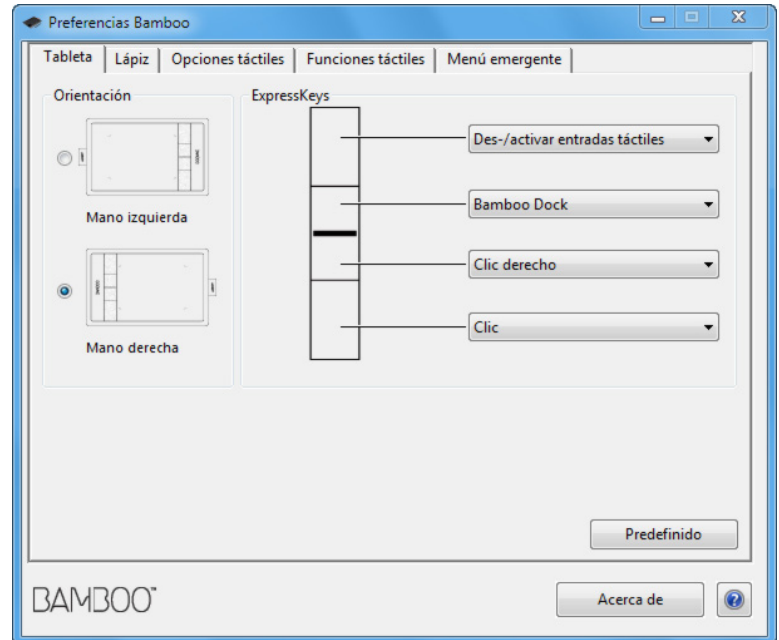 Preferencias Bamboo
Tableta
Lápiz
Opciones táctiles
Funciones táctiles
Menú emergente
Orientación
Mano izquierda
Mano derecha
ExpressKeys
Des-/activar entradas táctiles
Bamboo Dock
Clic derecho
Clic
Predefinido
BAMBOO™
Acerca de
?